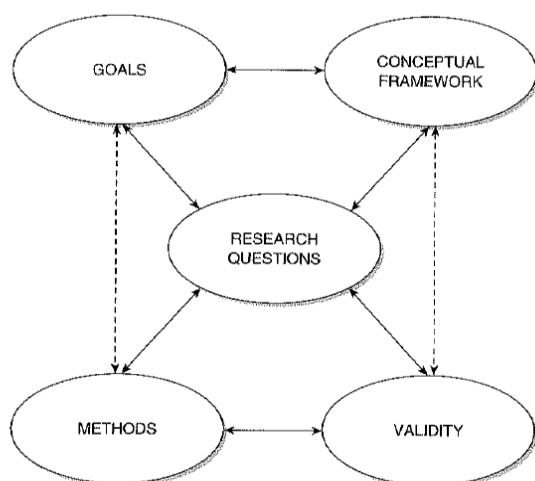 GOALS
CONCEPTUAL
FRAMEWORK
RESEARCH
QUESTIONS
METHODS
VALIDITY